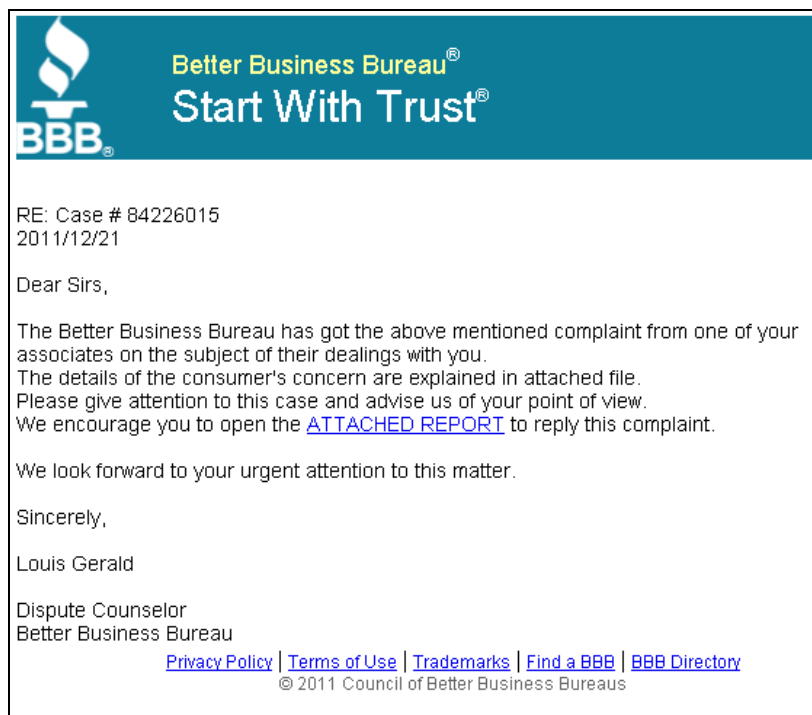 Better Business Bureau®
Start With Trust®
BBB®
RE: Case # 84226015
2011/12/21
Dear Sirs,
The Better Business Bureau has got the above mentioned complaint from one of your
associates on the subject of their dealings with you.
The details of the consumer's concern are explained in attached file.
Please give attention to this case and advise us of your point of view.
We encourage you to open the ATTACHED REPORT to reply this complaint.
We look forward to your urgent attention to this matter.
Sincerely,
Louis Gerald
Dispute Counselor
Better Business Bureau
Privacy Policy | Terms of Use | Trademarks | Find a BBB | BBB Directory
© 2011 Council of Better Business Bureaus